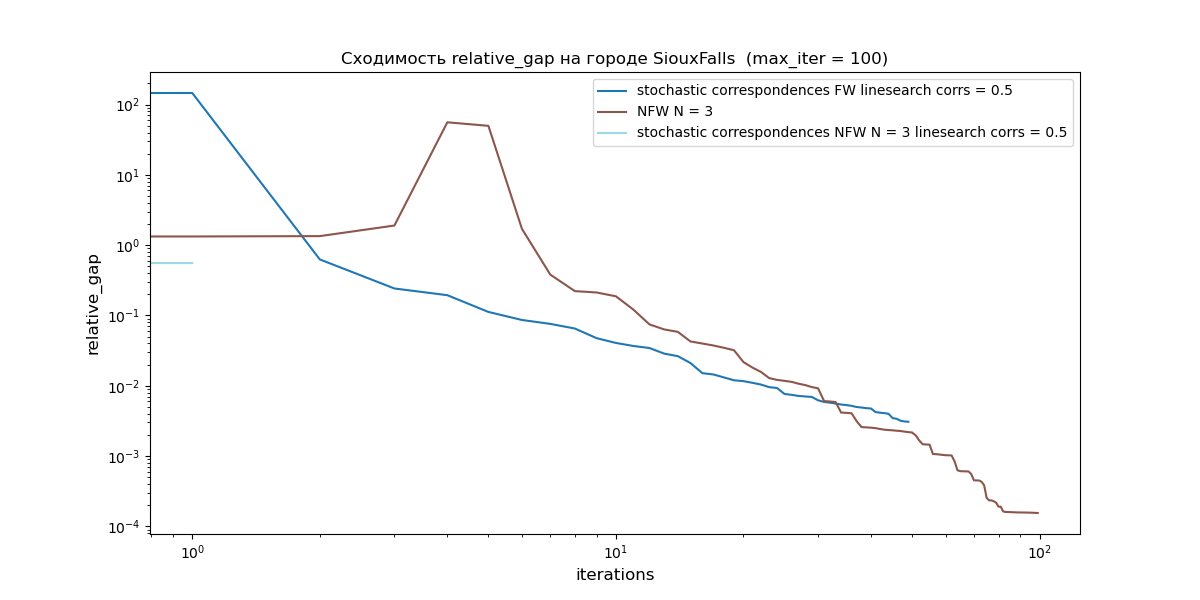 Сходимость relative_gap на городе SiouxFalls  (max_iter = 100)
stochastic correspondences FW linesearch corrs = 0.5
NFW N = 3
stochastic correspondences NFW N = 3 linesearch corrs = 0.5
relative_gap
10²
10¹
10⁰
10⁻¹
10⁻²
10⁻³
10⁻⁴
10⁰ 10¹ 10²
iterations